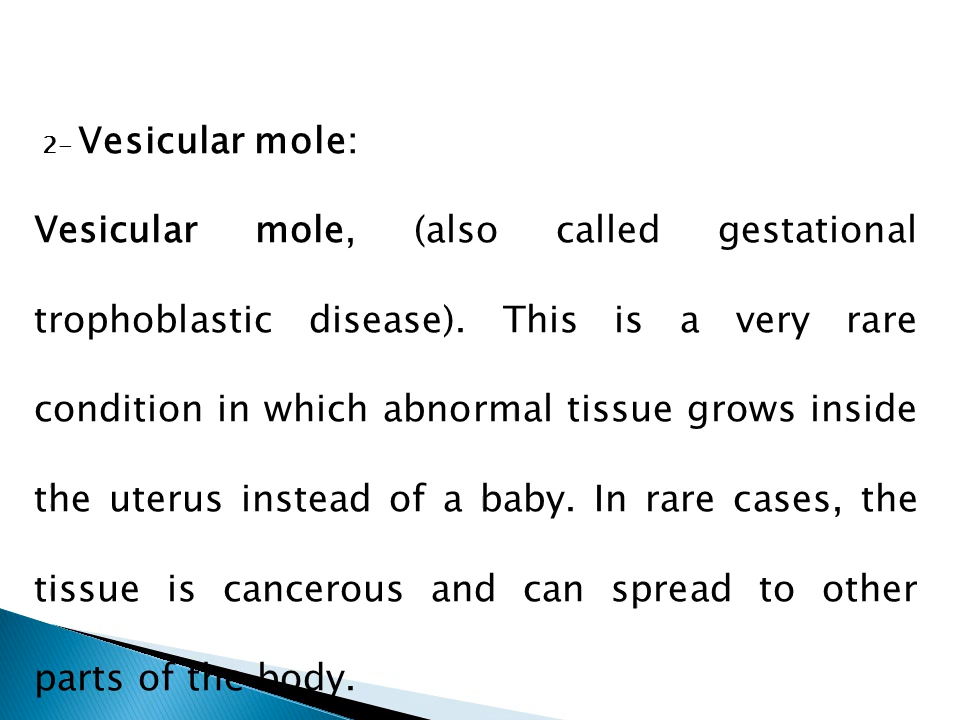 2- Vesicular mole:
Vesicular mole, (also called gestational
trophoblastic disease). This is a very rare
condition in which abnormal tissue grows inside
the uterus instead of a baby. In rare cases, the
tissue is cancerous and can spread to other
parts of the body.